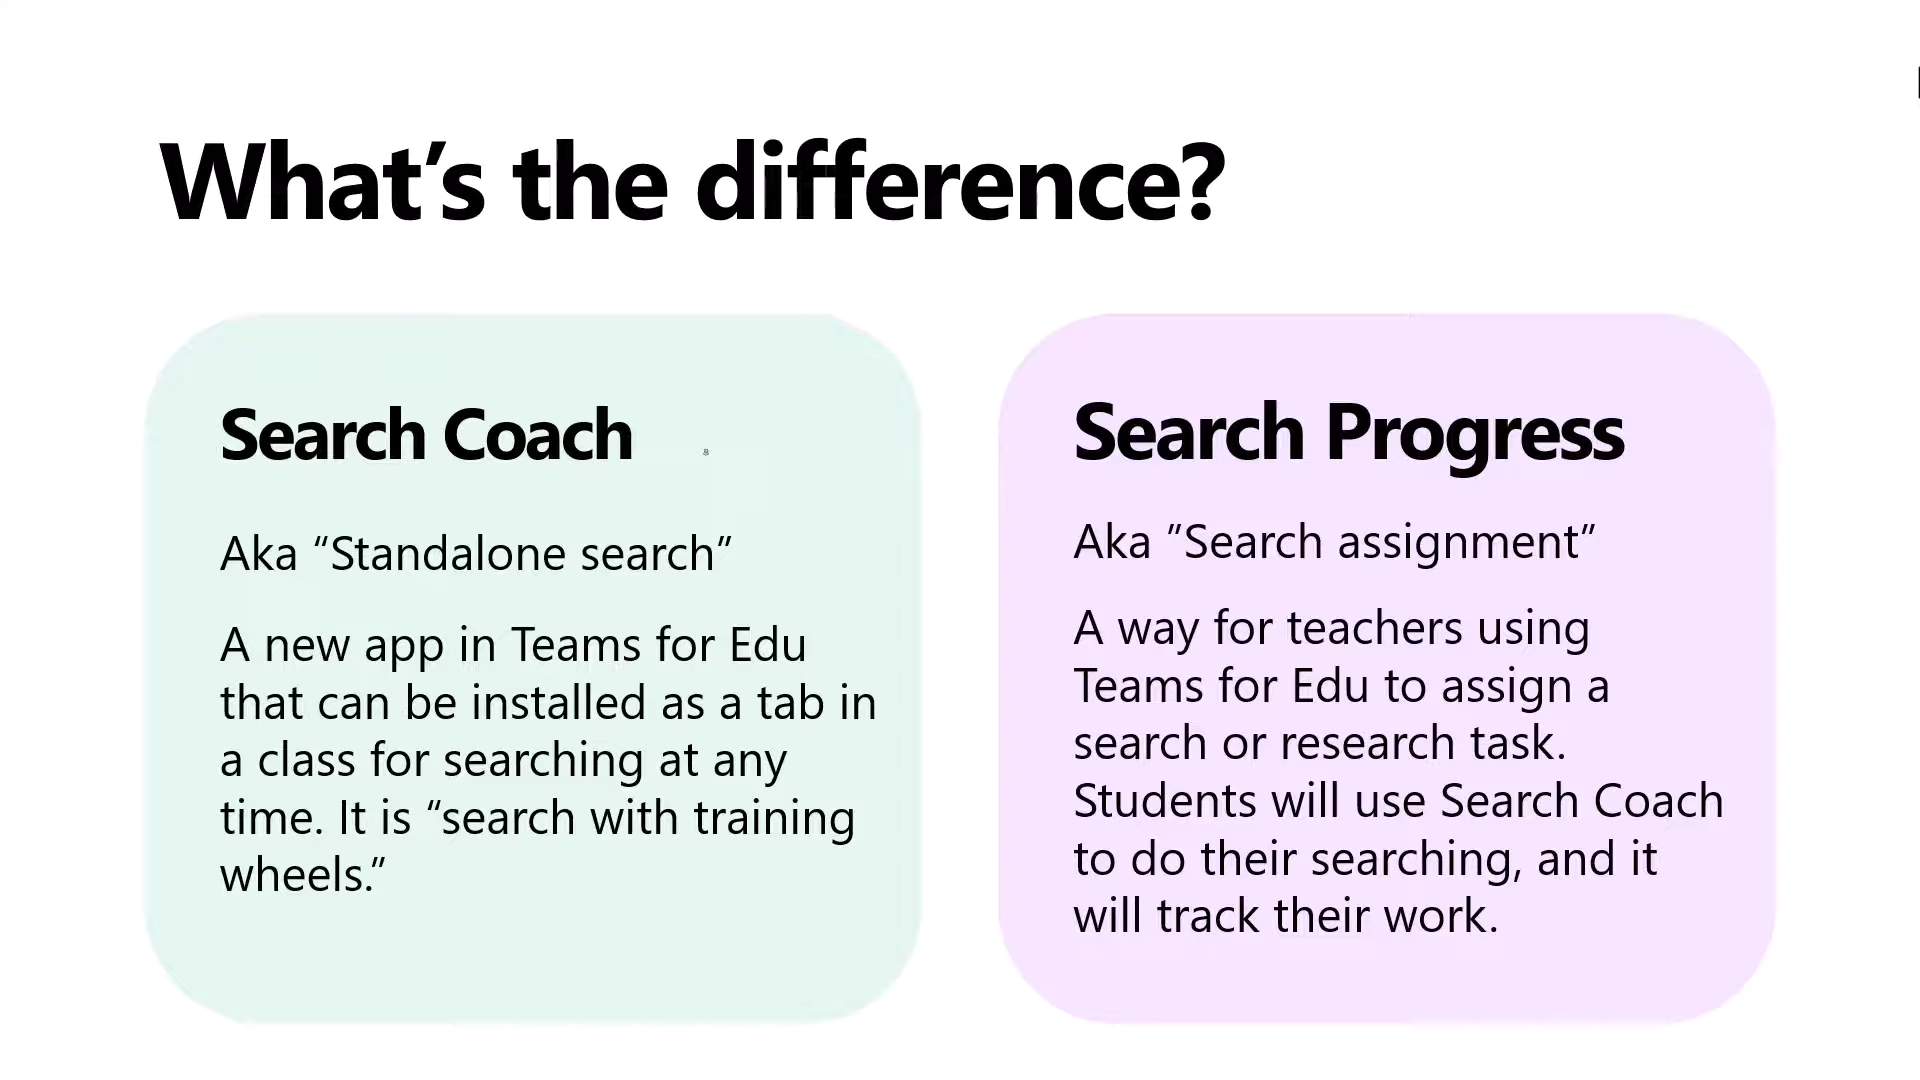 What’s the difference?
Search Coach
Aka “Standalone search”
A new app in Teams for Edu
that can be installed as a tab in
a class for searching at any
time. It is “search with training
wheels.”
Search Progress
Aka ”Search assignment”
A way for teachers using
Teams for Edu to assign a
search or research task.
Students will use Search Coach
to do their searching, and it
will track their work.